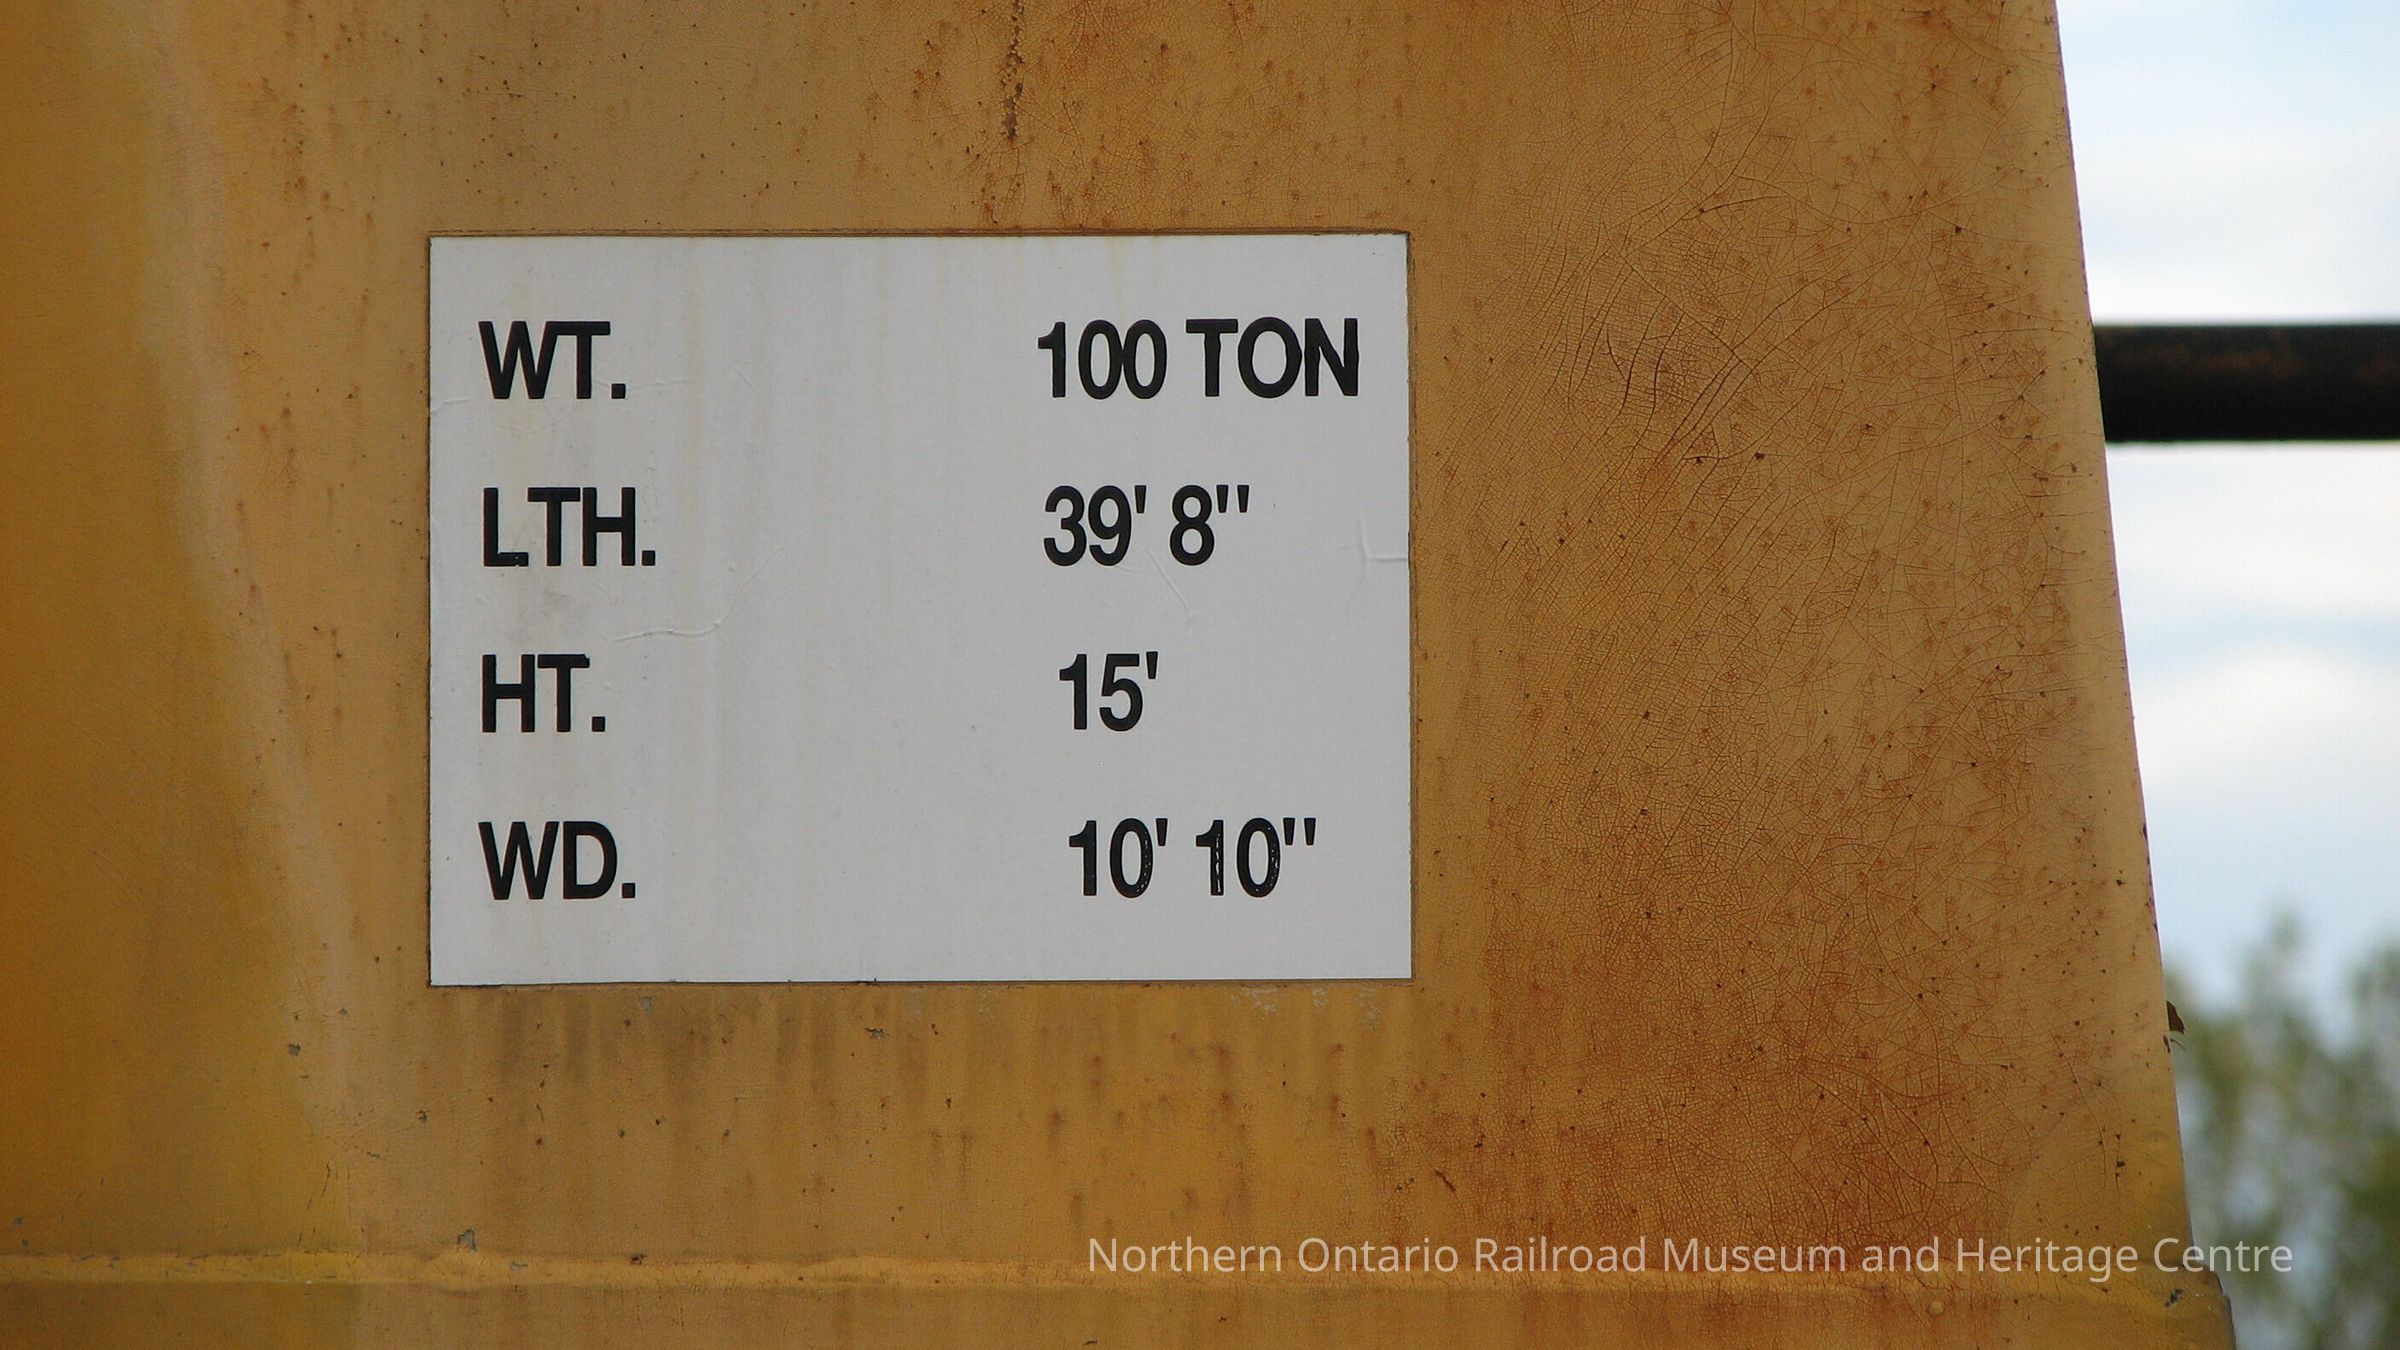 WT. 100 TON
LTH. 39' 8"
HT. 15'
WD. 10' 10"
Northern Ontario Railroad Museum and Heritage Centre